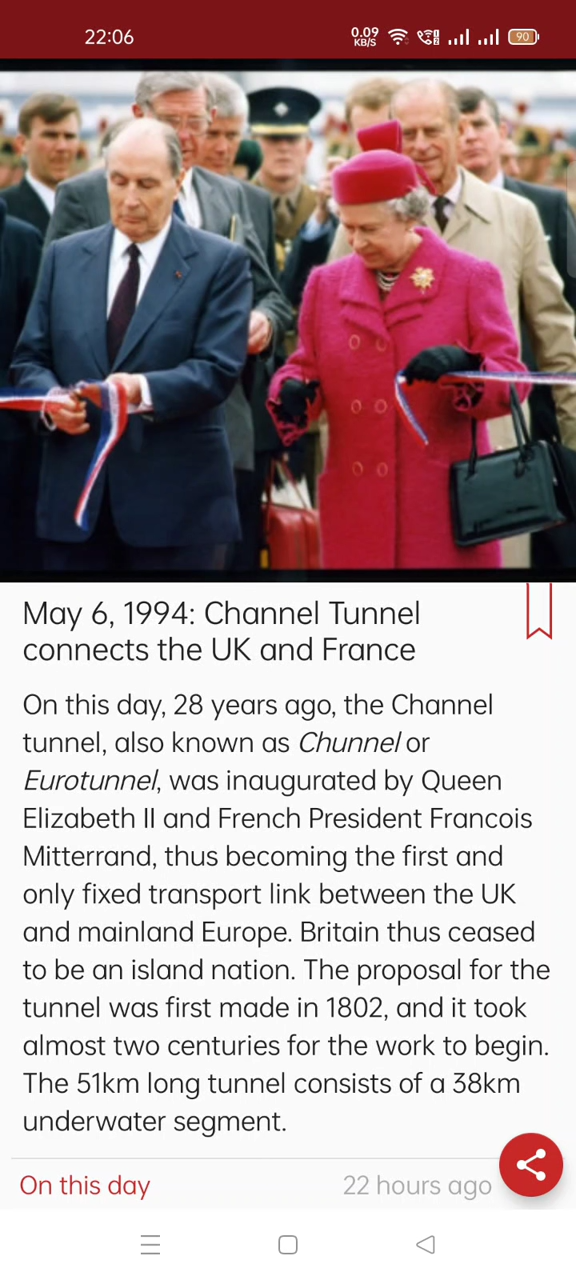 22:06
0.09
KB/S
90
May 6, 1994: Channel Tunnel
connects the UK and France
On this day, 28 years ago, the Channel
tunnel, also known as Chunnel or
Eurotunnel, was inaugurated by Queen
Elizabeth II and French President Francois
Mitterrand, thus becoming the first and
only fixed transport link between the UK
and mainland Europe. Britain thus ceased
to be an island nation. The proposal for the
tunnel was first made in 1802, and it took
almost two centuries for the work to begin.
The 51km long tunnel consists of a 38km
underwater segment.
On this day
22 hours ago